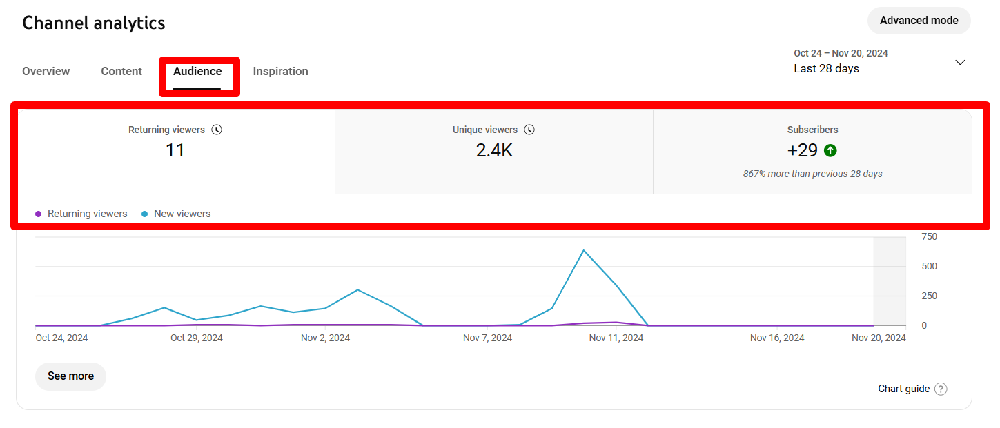 Channel analytics
Advanced mode
Oct 24 – Nov 20, 2024
Last 28 days
Overview
Content
Audience
Inspiration
Returning viewers
11
Unique viewers
2.4K
Subscribers
+29
867% more than previous 28 days
Returning viewers
New viewers
750
500
250
0
Oct 24, 2024
Oct 29, 2024
Nov 2, 2024
Nov 7, 2024
Nov 11, 2024
Nov 16, 2024
Nov 20, 2024
See more
Chart guide ?